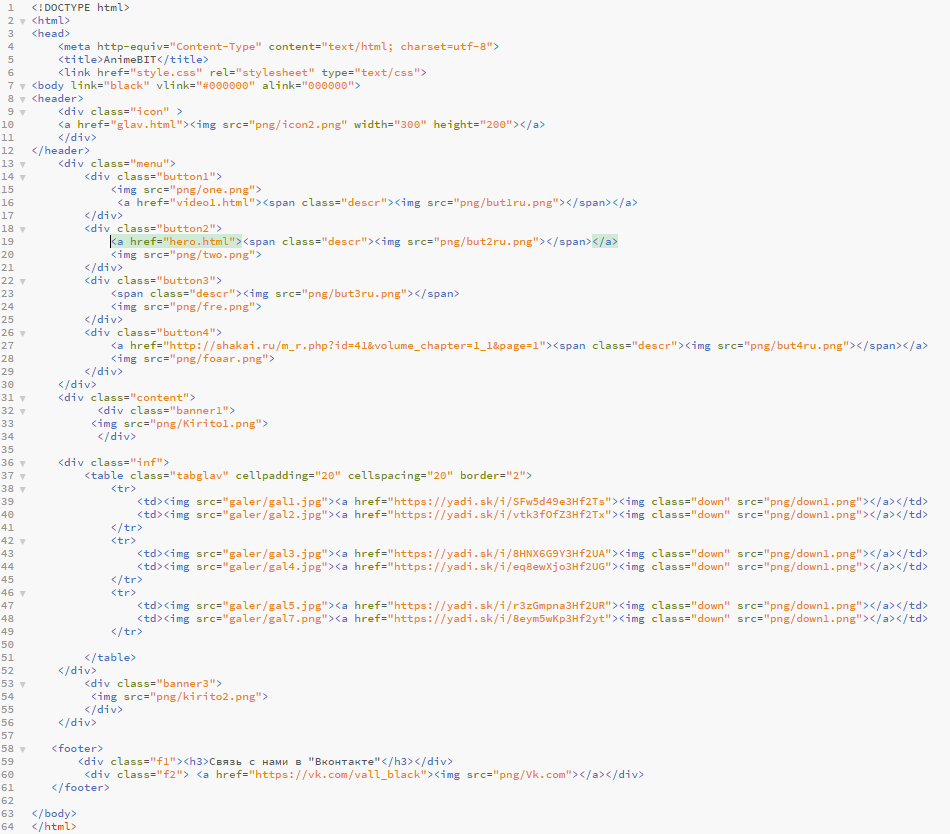 1 <!DOCTYPE html>
2 <html>
3 <head>
4 <meta http-equiv="Content-Type" content="text/html; charset=utf-8">
5 <title>AnimeBIT</title>
6 <link href="style.css" rel="stylesheet" type="text/css">
7 <body link="black" vlink="#000000" alink="000000">
8 <header>
9 <div class="icon" >
10 <a href="glav.html"><img src="png/icon2.png" width="300" height="200"></a>
11 </div>
12 </header>
13 <div class="menu">
14 <div class="button1">
15 <img src="png/one.png">
16 <a href="video1.html"><span class="descr"><img src="png/but1ru.png"></span></a>
17 </div>
18 <div class="button2">
19 <a href="hero.html"><span class="descr"><img src="png/but2ru.png"></span></a>
20 <img src="png/two.png">
21 </div>
22 <div class="button3">
23 <span class="descr"><img src="png/but3ru.png"></span>
24 <img src="png/fre.png">
25 </div>
26 <div class="button4">
27 <a href="http://shakai.ru/m_r.php?id=41&volume_chapter=1_1&page=1"><span class="descr"><img src="png/but4ru.png"></span></a>
28 <img src="png/foaar.png">
29 </div>
30 </div>
31 <div class="content">
32 <div class="banner1">
33 <img src="png/Kirito1.png">
34 </div>
35
36 <div class="inf">
37 <table class="tabglav" cellpadding="20" cellspacing="20" border="2">
38 <tr>
39 <td><img src="galer/gal1.jpg"><a href="https://yadi.sk/i/SFw5d49e3Hf2Ts"><img class="down" src="png/down1.png"></a></td>
40 <td><img src="galer/gal2.jpg"><a href="https://yadi.sk/i/vtk3fOfZ3Hf2Tx"><img class="down" src="png/down1.png"></a></td>
41 </tr>
42 <tr>
43 <td><img src="galer/gal3.jpg"><a href="https://yadi.sk/i/8HNX6G9Y3Hf2UA"><img class="down" src="png/down1.png"></a></td>
44 <td><img src="galer/gal4.jpg"><a href="https://yadi.sk/i/eq8ewXjo3Hf2UG"><img class="down" src="png/down1.png"></a></td>
45 </tr>
46 <tr>
47 <td><img src="galer/gal5.jpg"><a href="https://yadi.sk/i/r3zGmpna3Hf2UR"><img class="down" src="png/down1.png"></a></td>
48 <td><img src="galer/gal7.png"><a href="https://yadi.sk/i/8eym5wKp3Hf2yt"><img class="down" src="png/down1.png"></a></td>
49 </tr>
50
51 </table>
52 </div>
53 <div class="banner3">
54 <img src="png/kirito2.png">
55 </div>
56 </div>
57
58 <footer>
59 <div class="f1"><h3>Связь с нами в "Вконтакте"</h3></div>
60 <div class="f2"> <a href="https://vk.com/vall_black"><img src="png/Vk.com"></a></div>
61 </footer>
62
63 </body>
64 </html>